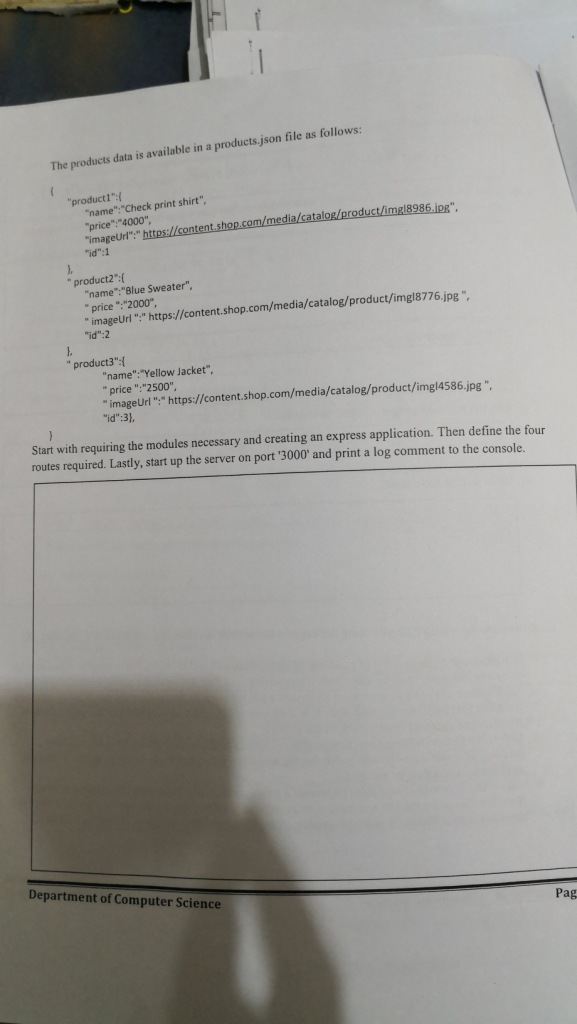 The products data is available in a products.json file as follows:
{
"product1":{
"name":"Check print shirt",
"price":"4000",
"imageUrl":" https://content.shop.com/media/catalog/product/imgl8986.jpg",
"id":1
},
" product2":{
"name":"Blue Sweater",
" price ":"2000",
" imageUrl ":" https://content.shop.com/media/catalog/product/imgl8776.jpg ",
"id":2
},
" product3":{
"name":"Yellow Jacket",
" price ":"2500",
" imageUrl ":" https://content.shop.com/media/catalog/product/imgl4586.jpg ",
"id":3},
}
Start with requiring the modules necessary and creating an express application. Then define the four
routes required. Lastly, start up the server on port '3000' and print a log comment to the console.
Department of Computer Science
Pag